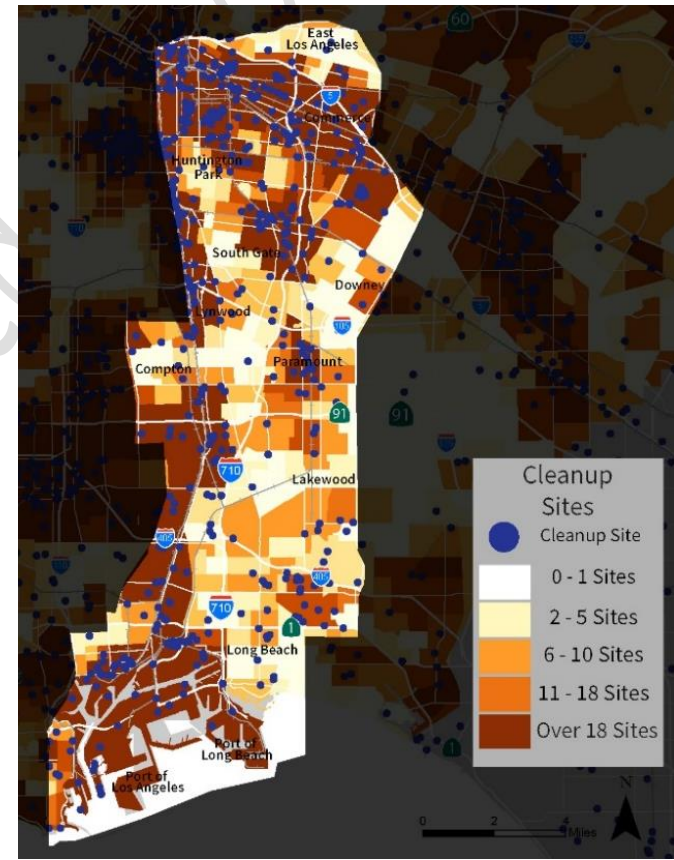 60
East
Los Angeles
5
Commerce
Huntington
Park
South Gate
Downey
Lynwood
105
Compton
Paramount
91
91
710
Lakewood
Cleanup
Sites
Cleanup Site
0 - 1 Sites
2 - 5 Sites
6 - 10 Sites
11 - 18 Sites
Over 18 Sites
405
405
710
1
Long Beach
Port of
Long Beach
Port of
Los Angeles
1
N
0 2 4
Miles